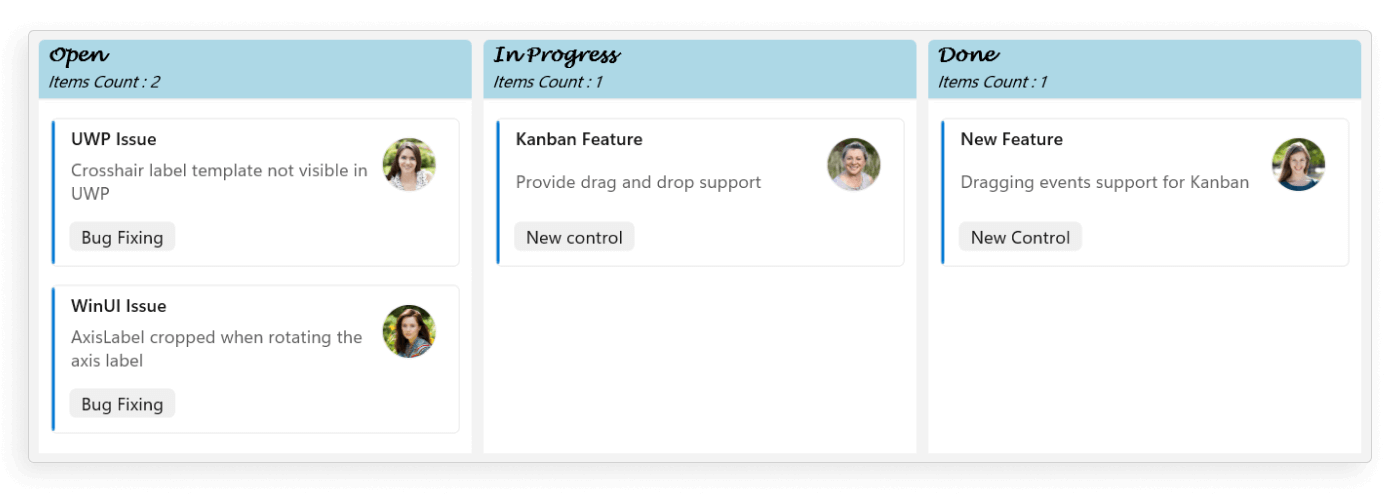 Open
Items Count : 2
UWP Issue
Crosshair label template not visible in
UWP
Bug Fixing
WinUI Issue
AxisLabel cropped when rotating the
axis label
Bug Fixing
In Progress
Items Count : 1
Kanban Feature
Provide drag and drop support
New control
Done
Items Count : 1
New Feature
Dragging events support for Kanban
New Control